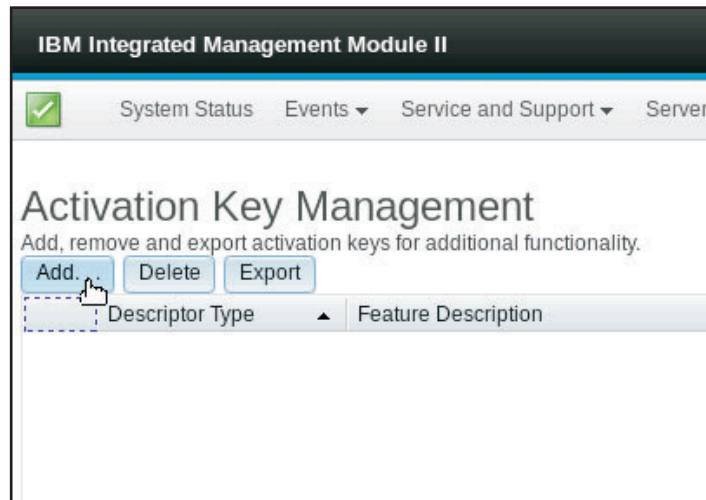 IBM Integrated Management Module II
System Status Events Service and Support Server
Activation Key Management
Add, remove and export activation keys for additional functionality.
Add... Delete Export
Descriptor Type Feature Description